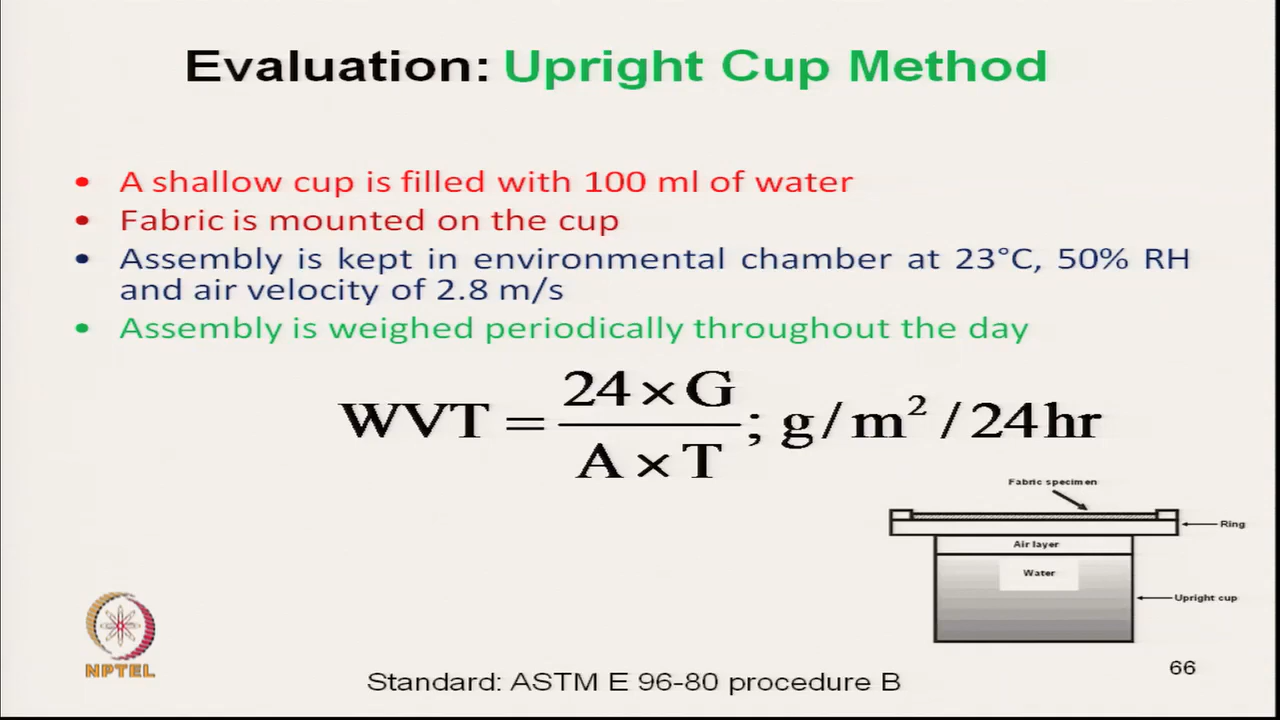 Evaluation: Upright Cup Method
• A shallow cup is filled with 100 ml of water
• Fabric is mounted on the cup
• Assembly is kept in environmental chamber at 23°C, 50% RH
and air velocity of 2.8 m/s
• Assembly is weighed periodically throughout the day
WVT = 24 × G / A × T ; g/m² /24hr
Fabric specimen
Ring
Air layer
Water
Upright cup
NPTEL
Standard: ASTM E 96-80 procedure B
66